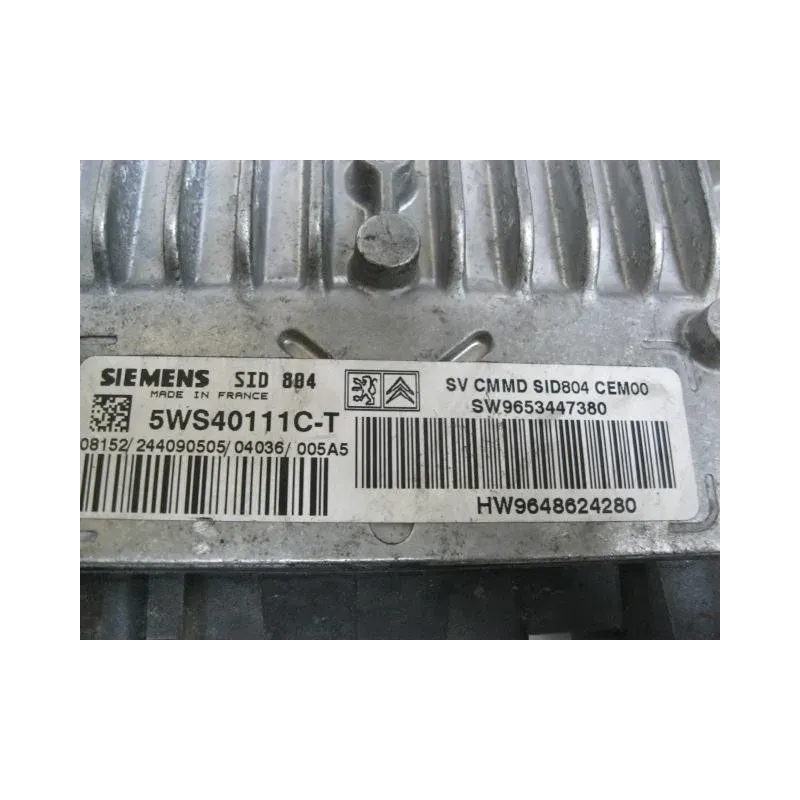 SIEMENS SID 804
MADE IN FRANCE
5WS40111C-T
08152/244090505/04036/005A5
SV CMMD SID804 CEM00
SW9653447380
HW9648624280